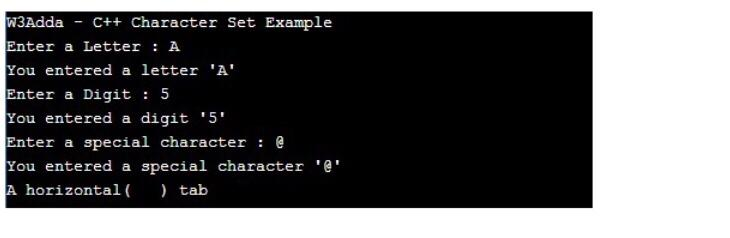 W3Adda - C++ Character Set Example
Enter a Letter : A
You entered a letter 'A'
Enter a Digit : 5
You entered a digit '5'
Enter a special character : @
You entered a special character '@'
A horizontal(   ) tab